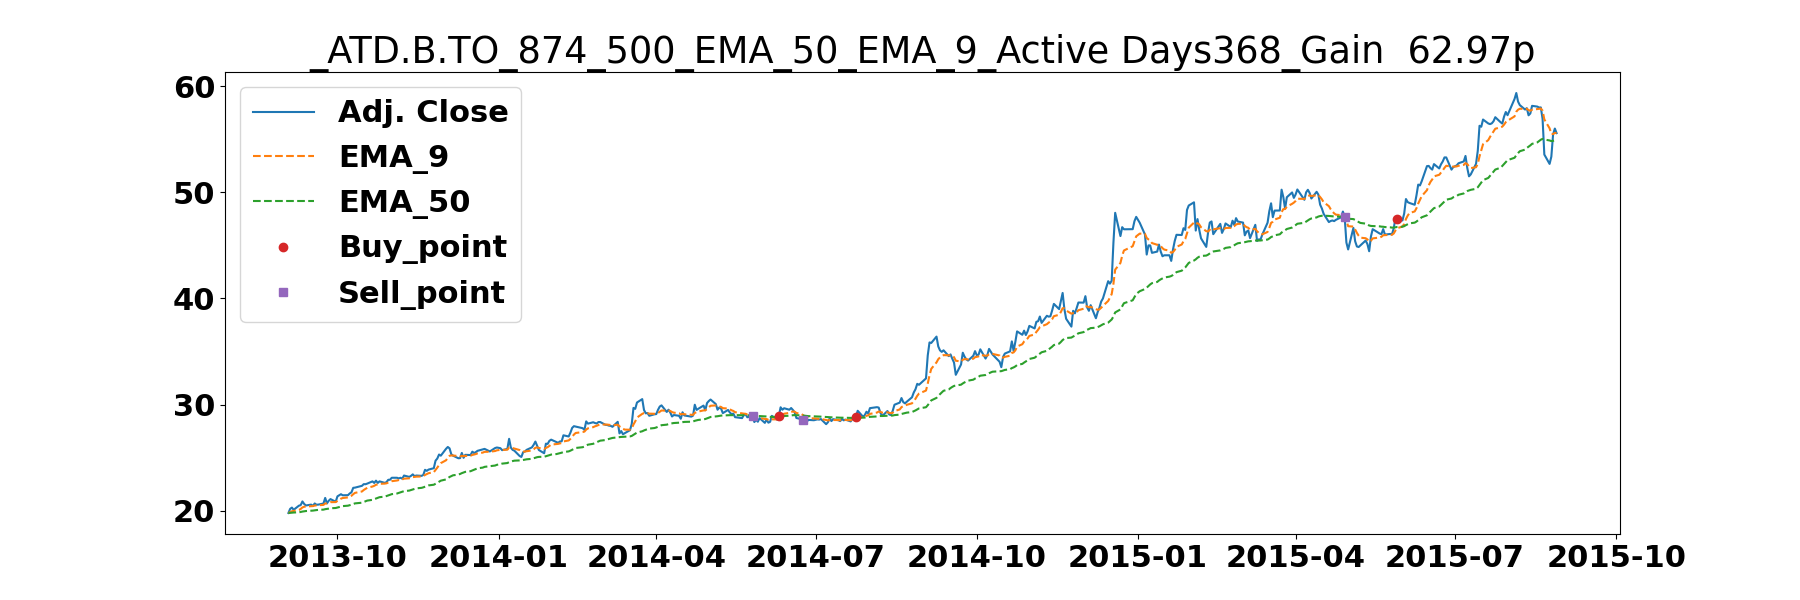 _ATD.B.TO_874_500_EMA_50_EMA_9_Active Days368_Gain  62.97p
60
50
40
30
20
Adj. Close
EMA_9
EMA_50
Buy_point
Sell_point
2013-10 2014-01 2014-04 2014-07 2014-10 2015-01 2015-04 2015-07 2015-10